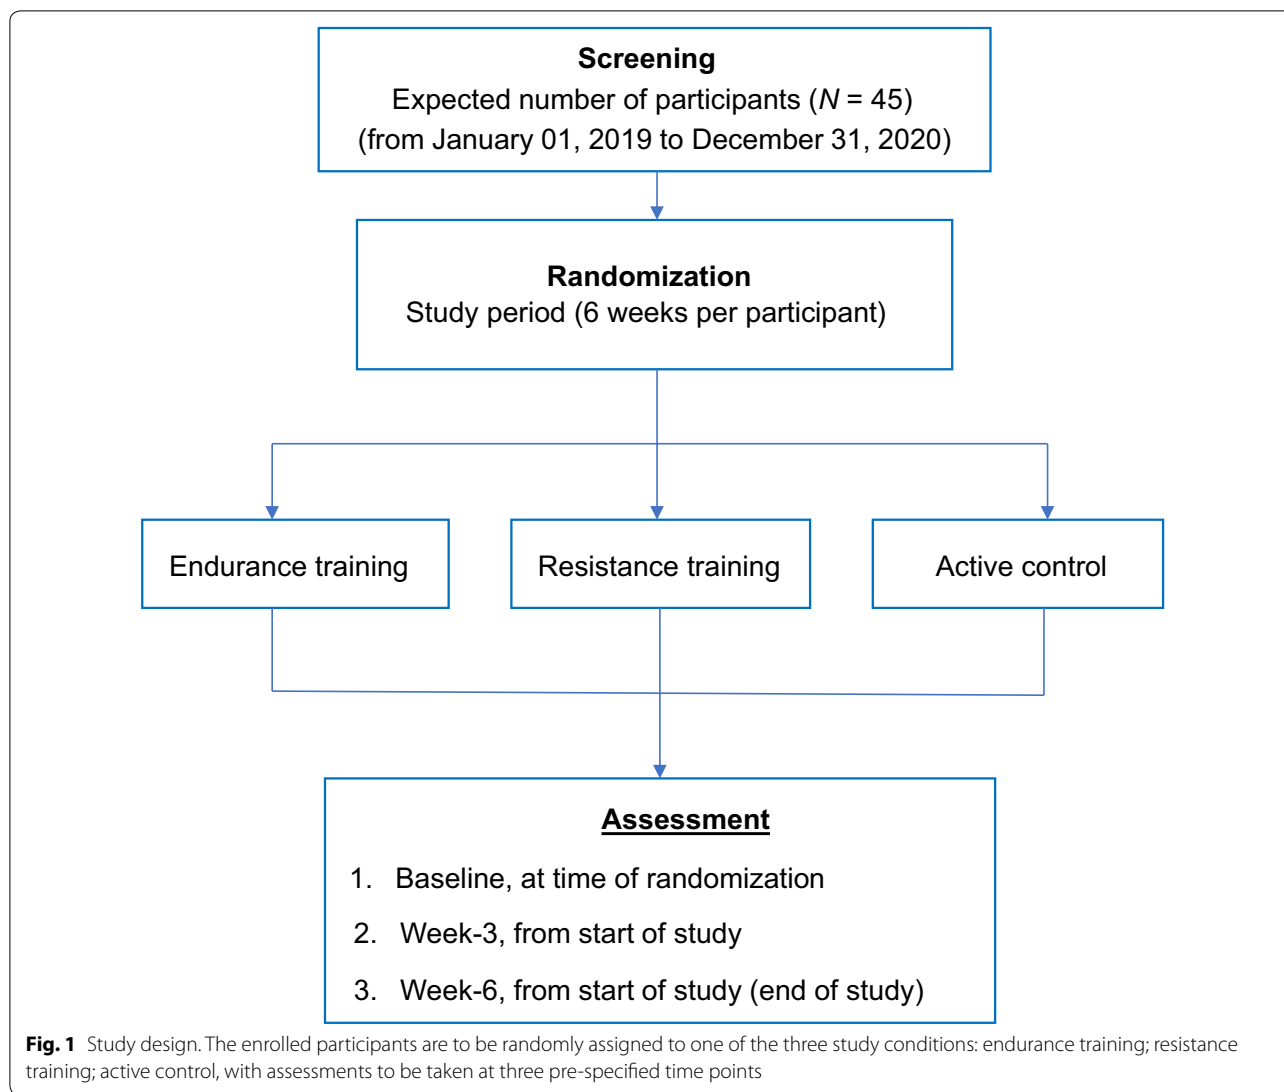 Screening
Expected number of participants (N = 45)
(from January 01, 2019 to December 31, 2020)
Randomization
Study period (6 weeks per participant)
Endurance training
Resistance training
Active control
Assessment
1. Baseline, at time of randomization
2. Week-3, from start of study
3. Week-6, from start of study (end of study)
Fig. 1 Study design. The enrolled participants are to be randomly assigned to one of the three study conditions: endurance training; resistance
training; active control, with assessments to be taken at three pre-specified time points